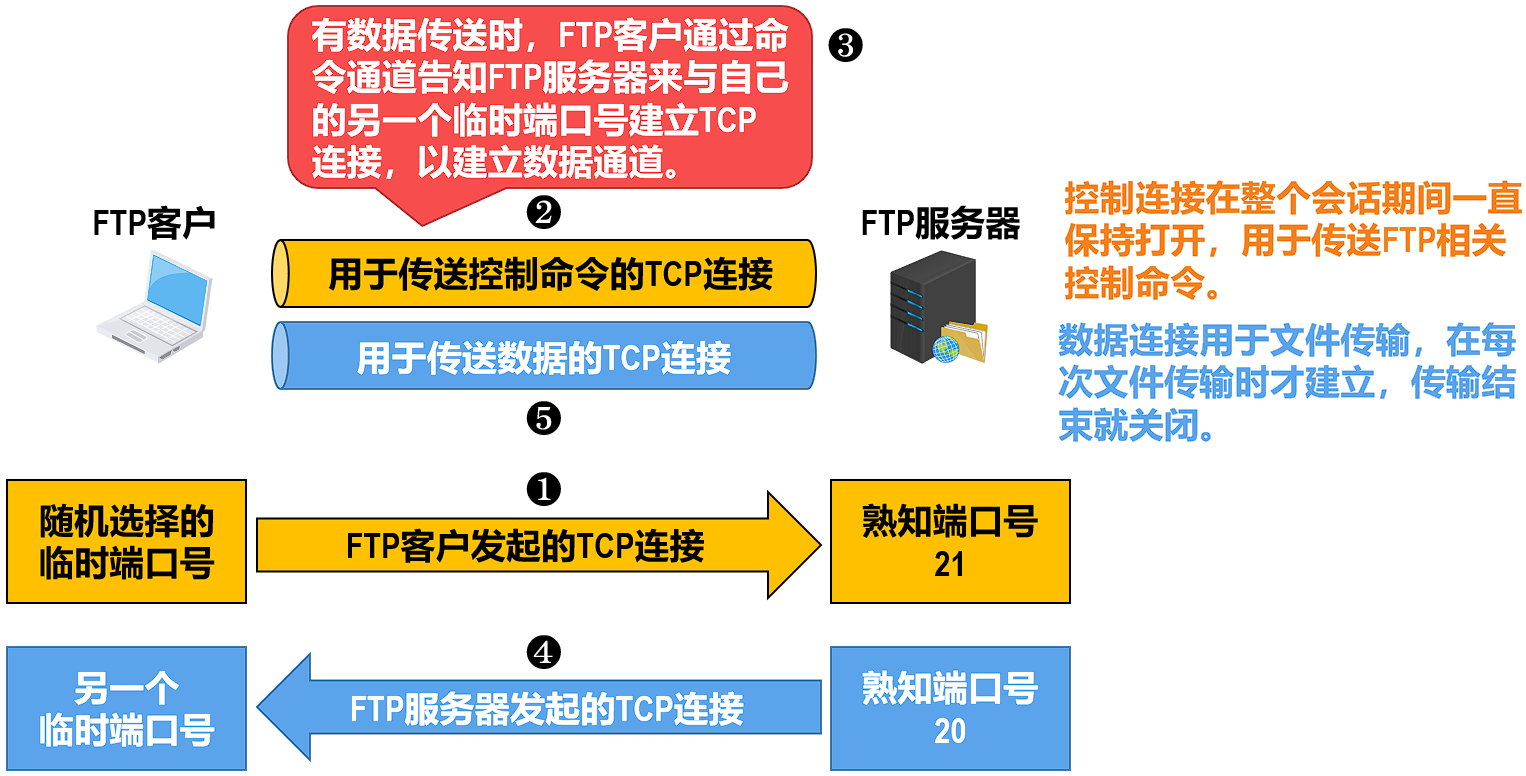 有数据传送时，FTP客户通过命
令通道告知FTP服务器来与自己
的另一个临时端口号建立TCP
连接，以建立数据通道。
❸
FTP客户
❷
FTP服务器
用于传送控制命令的TCP连接
用于传送数据的TCP连接
❺
控制连接在整个会话期间一直
保持打开，用于传送FTP相关
控制命令。
数据连接用于文件传输，在每
次文件传输时才建立，传输结
束就关闭。
随机选择的
临时端口号
❶
FTP客户发起的TCP连接
熟知端口号
21
另一个
临时端口号
❹
FTP服务器发起的TCP连接
熟知端口号
20